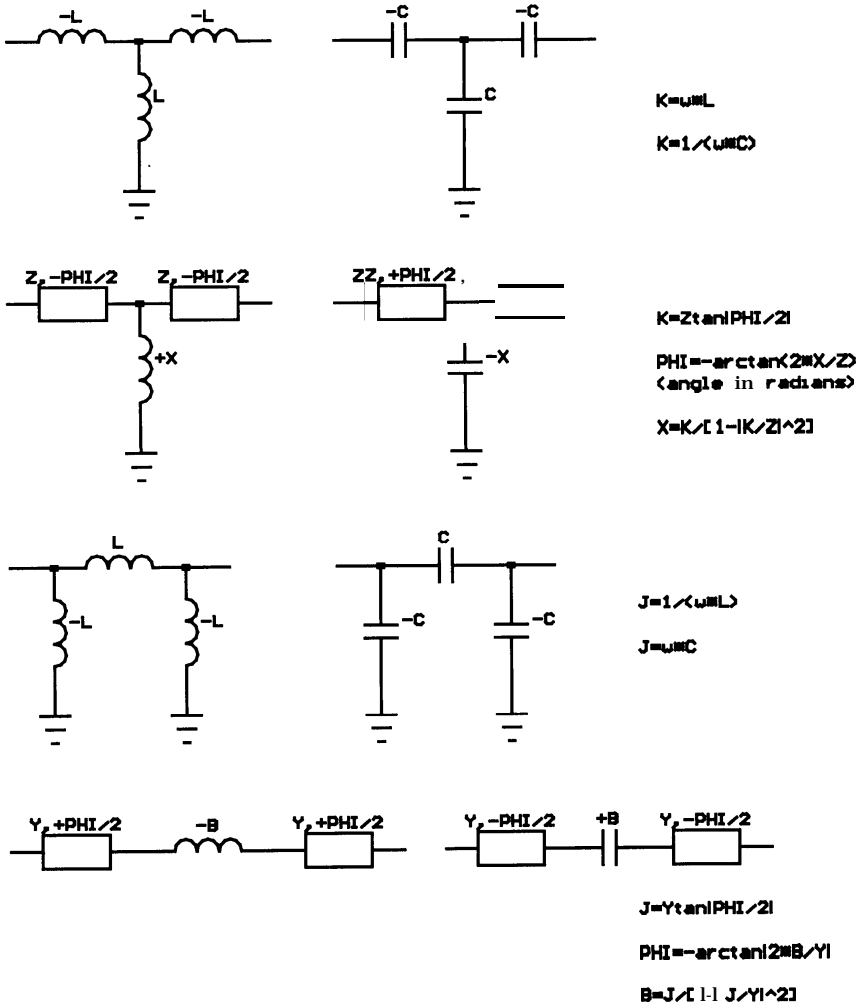 -L -L -C -C
L C
K=w*L
K=1/(w*C)
Z,-PHI/2 Z,-PHI/2 ZZ,+PHI/2 ,
+X -X
K=Ztan|PHI/2|
PHI=-arctan(2*X/Z)
(angle in radians)
X=K/[1-|K/Z|^2]
L C
-L -L -C -C
J=1/(w*L)
J=w*C
Y,+PHI/2 -B Y,+PHI/2 Y,-PHI/2 +B Y,-PHI/2
J=Ytan|PHI/2|
PHI=-arctan|2*B/Y|
B=J/[ l-l J/Y|^2]